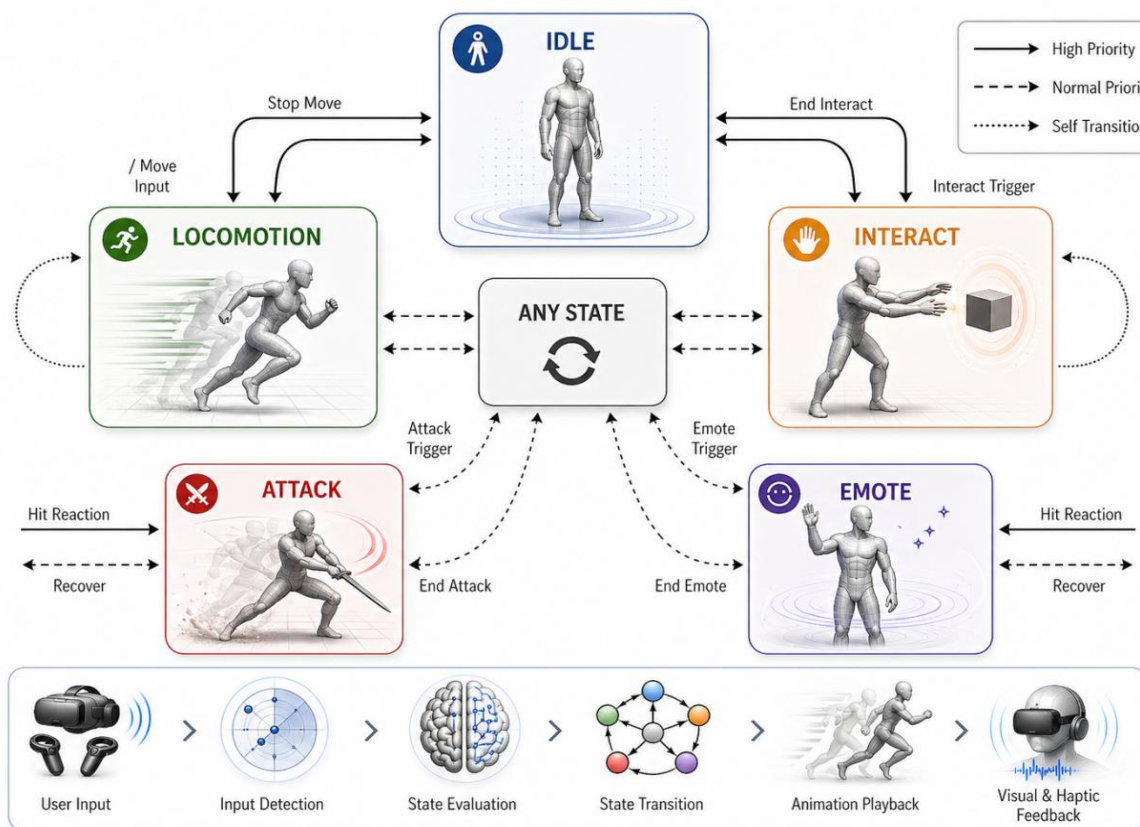 IDLE
High Priority
Normal Priorit
Self Transition
Stop Move
End Interact
/ Move
Input
Interact Trigger
LOCOMOTION
INTERACT
ANY STATE
Attack
Trigger
Emote
Trigger
ATTACK
EMOTE
Hit Reaction
Hit Reaction
Recover
End Attack
End Emote
Recover
User Input
Input Detection
State Evaluation
State Transition
Animation Playback
Visual & Haptic
Feedback